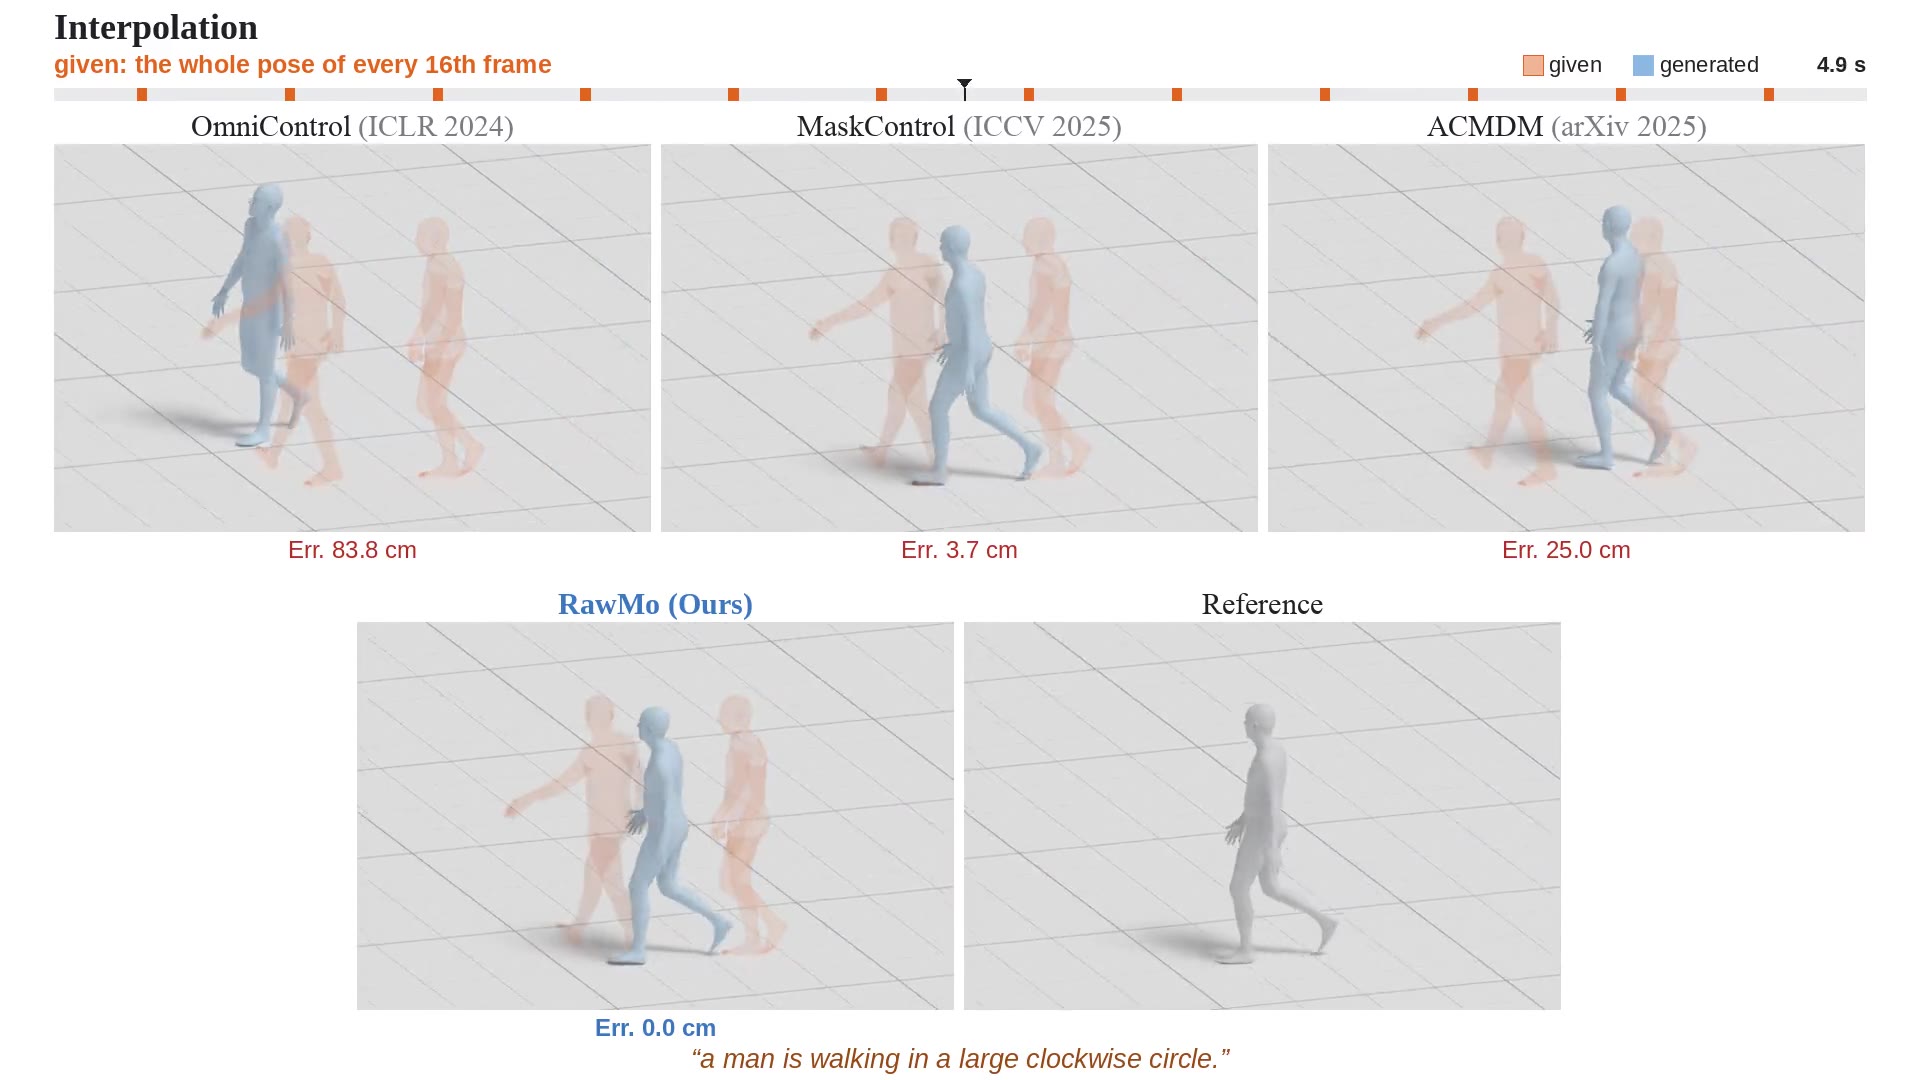 Interpolation
given: the whole pose of every 16th frame
given generated 4.9 s
OmniControl (ICLR 2024) MaskControl (ICCV 2025) ACMDM (arXiv 2025)
Err. 83.8 cm Err. 3.7 cm Err. 25.0 cm
RawMo (Ours) Reference
Err. 0.0 cm
“a man is walking in a large clockwise circle.”